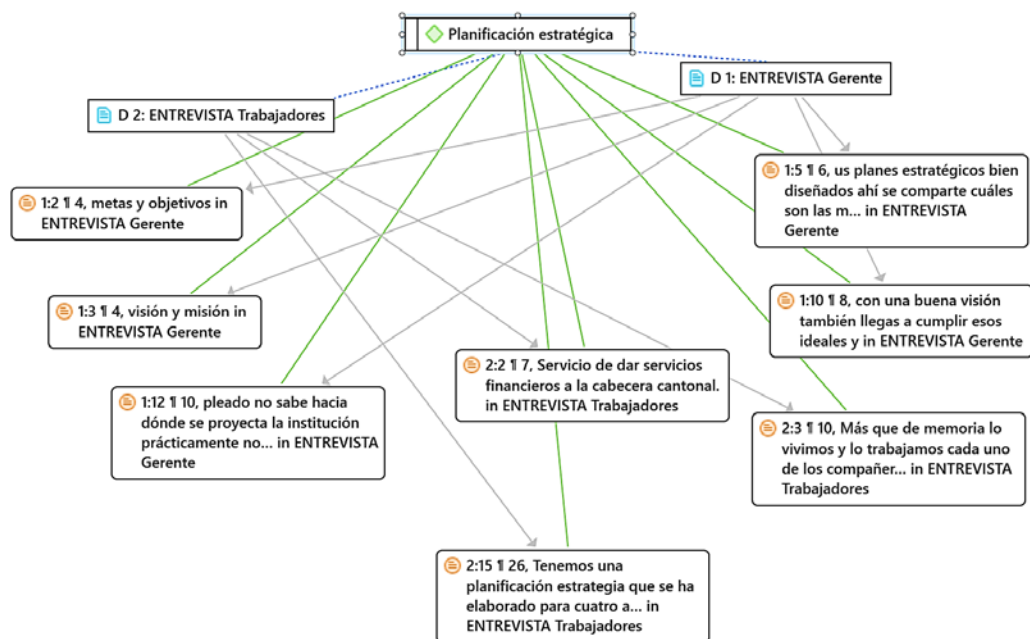 Planificación estratégica
D 1: ENTREVISTA Gerente
D 2: ENTREVISTA Trabajadores
1:5 ¶ 6, us planes estratégicos bien
diseñados ahí se comparte cuáles
son las m... in ENTREVISTA
Gerente
1:2 ¶ 4, metas y objetivos in
ENTREVISTA Gerente
1:10 ¶ 8, con una buena visión
también llegas a cumplir esos
ideales y in ENTREVISTA Gerente
1:3 ¶ 4, visión y misión in
ENTREVISTA Gerente
2:2 ¶ 7, Servicio de dar servicios
financieros a la cabecera cantonal.
in ENTREVISTA Trabajadores
1:12 ¶ 10, pleado no sabe hacia
dónde se proyecta la institución
prácticamente no... in ENTREVISTA
Gerente
2:3 ¶ 10, Más que de memoria lo
vivimos y lo trabajamos cada uno
de los compañer... in ENTREVISTA
Trabajadores
2:15 ¶ 26, Tenemos una
planificación estrategia que se ha
elaborado para cuatro a... in
ENTREVISTA Trabajadores